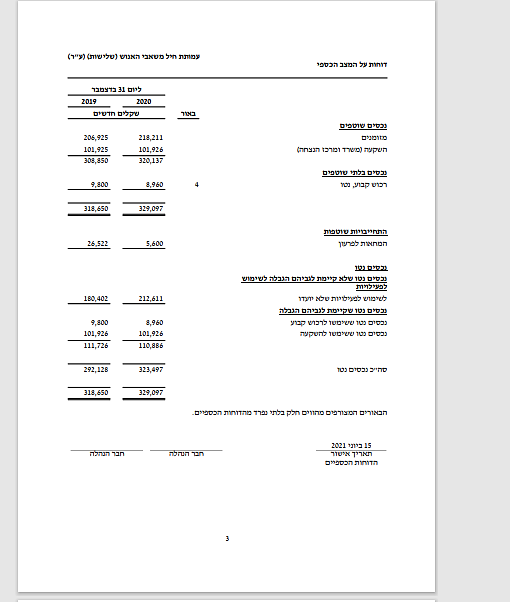 עמותת חיל משאבי האנוש (שלישות) (ע"ר)
דוחות על המצב הכספי
ליום 31 בדצמבר
2020 2019
באור שקלים חדשים
נכסים שוטפים
מזומנים 218,211 206,925
השקעה (משרד ומרכז הנצחה) 101,926 101,925
320,137 308,850
נכסים בלתי שוטפים
רכוש קבוע, נטו 4 8,960 9,800
329,097 318,650
התחייבויות שוטפות
המחאות לפרעון 5,600 26,522
נכסים נטו
נכסים נטו שלא קיימת לגביהם הגבלה לשימוש
לפעילויות
לשימוש לפעילויות שלא יועדו 212,611 180,402
נכסים נטו שקיימת לגביהם הגבלה
נכסים נטו ששימשו לרכוש קבוע 8,960 9,800
נכסים נטו ששימשו להשקעה 101,926 101,926
110,886 111,726
סה"כ נכסים נטו 323,497 292,128
329,097 318,650
הבאורים המצורפים מהווים חלק בלתי נפרד מהדוחות הכספיים.
15 ביוני 2021
תאריך אישור חבר הנהלה חבר הנהלה
הדוחות הכספיים
3